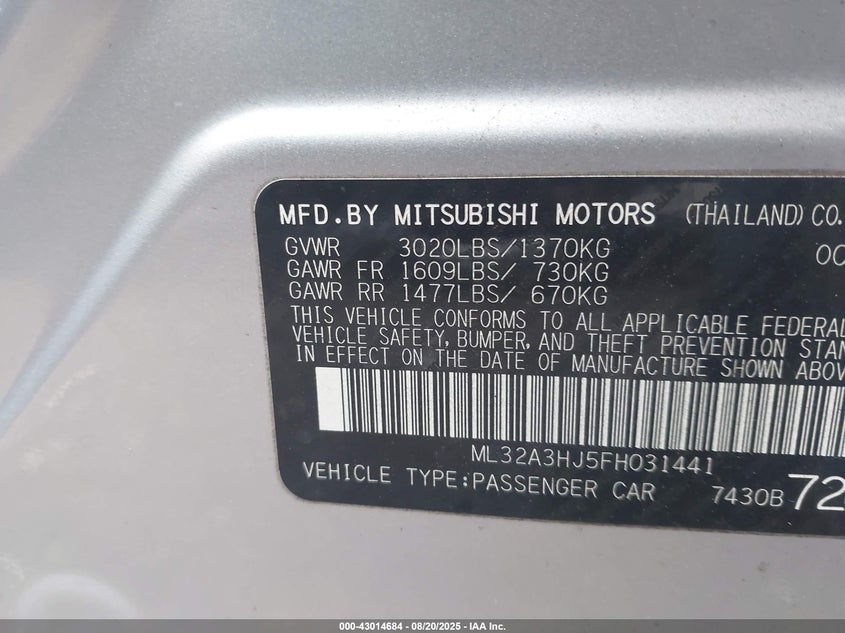 MFD.BY MITSUBISHI MOTORS (THAILAND) CO.
GVWR 3020LBS/1370KG
GAWR FR 1609LBS/ 730KG
GAWR RR 1477LBS/ 670KG
THIS VEHICLE CONFORMS TO ALL APPLICABLE FEDERAL
VEHICLE SAFETY, BUMPER, AND THEFT PREVENTION STAN
IN EFFECT ON THE DATE OF MANUFACTURE SHOWN ABOV
ML32A3HJ5FH031441
VEHICLE TYPE:PASSENGER CAR 7430B 72
000-43014684 | 08/20/2025 - IAA Inc.